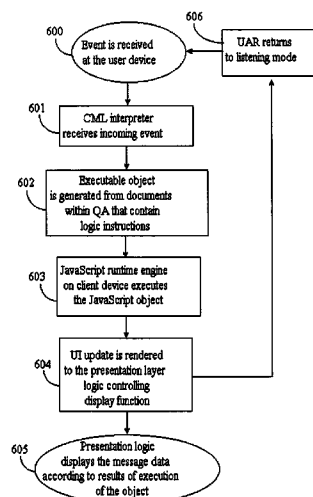 600
Event is received
at the user device
606
UAR returns
to listening mode
601
CML interpreter
receives incoming event
602
Executable object
is generated from documents
within QA that contain
logic instructions
603
JavaScript runtime engine
on client device executes
the JavaScript object
604
UI update is rendered
to the presentation layer
logic controlling
display function
605
Presentation logic
displays the message data
according to results of execution
of the object